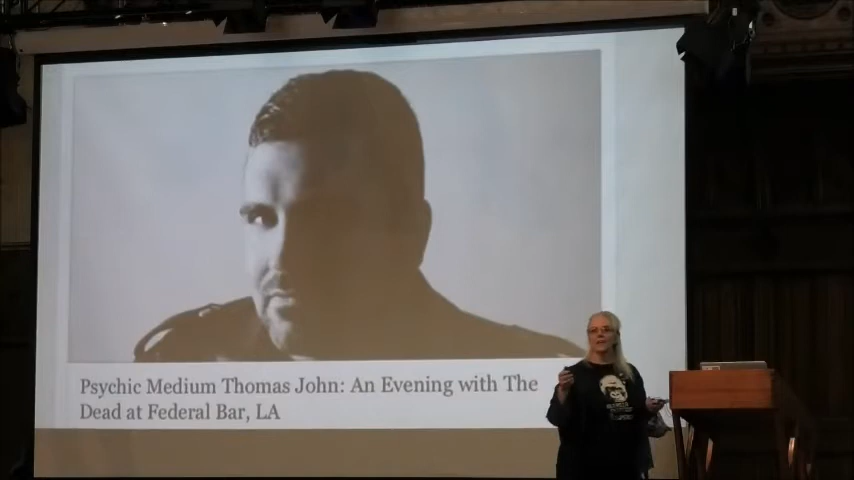 Psychic Medium Thomas John: An Evening with The
Dead at Federal Bar, LA